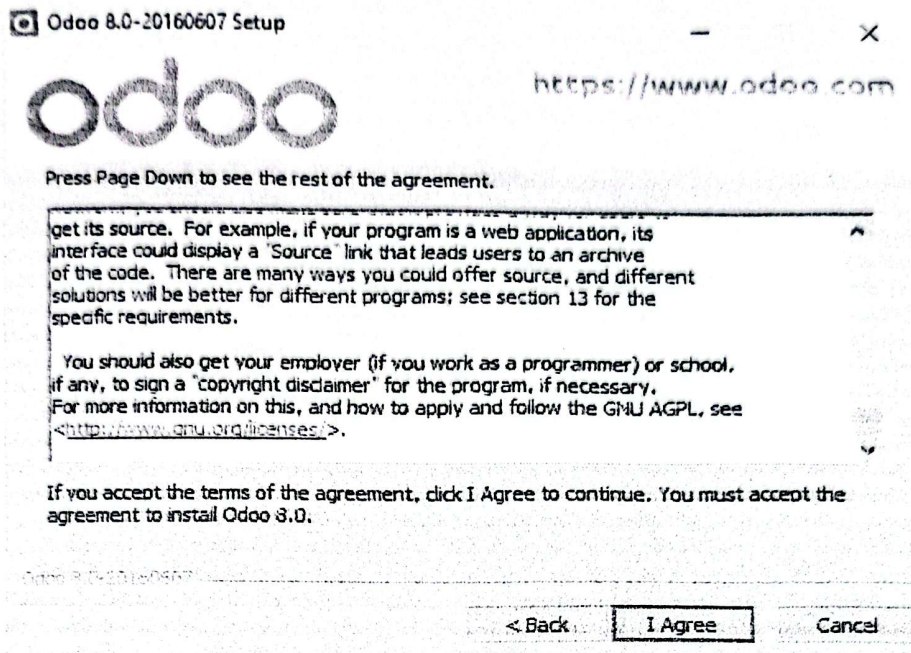 Odoo 8.0-20160607 Setup
odoo
https://www.odoo.com
Press Page Down to see the rest of the agreement.
get its source.  For example, if your program is a web application, its
interface could display a "Source" link that leads users to an archive
of the code.  There are many ways you could offer source, and different
solutions will be better for different programs; see section 13 for the
specific requirements.
You should also get your employer (if you work as a programmer) or school,
if any, to sign a "copyright disclaimer" for the program, if necessary.
For more information on this, and how to apply and follow the GNU AGPL, see
<http://www.gnu.org/licenses/>.
If you accept the terms of the agreement, click I Agree to continue. You must accept the
agreement to install Odoo 8.0.
Odoo 8.0-20160607
< Back
I Agree
Cancel